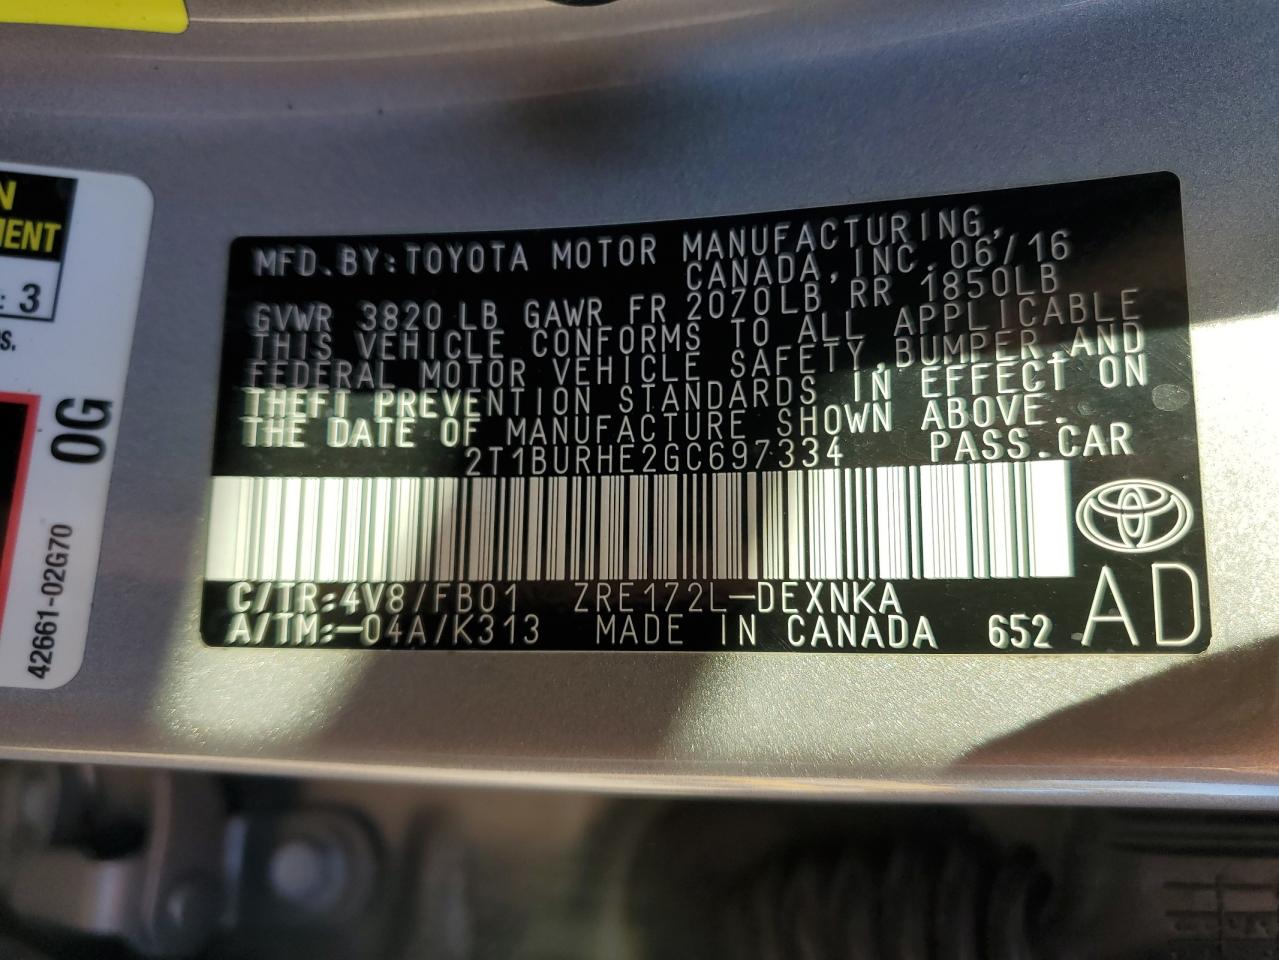 N
MENT
: 3
PS.
0G
42661-02G70
MFD.BY:TOYOTA MOTOR MANUFACTURING,
CANADA,INC.06/16
GVWR 3820 LB GAWR FR 2070LB RR 1850LB
THIS VEHICLE CONFORMS TO ALL APPLICABLE
FEDERAL MOTOR VEHICLE SAFETY,BUMPER,AND
THEFT PREVENTION STANDARDS IN EFFECT ON
THE DATE OF MANUFACTURE SHOWN ABOVE.
2T1BURHE2GC697334 PASS.CAR
C/TR:4V8/FB01 ZRE172L-DEXNKA
A/TM:-04A/K313 MADE IN CANADA 652
AD